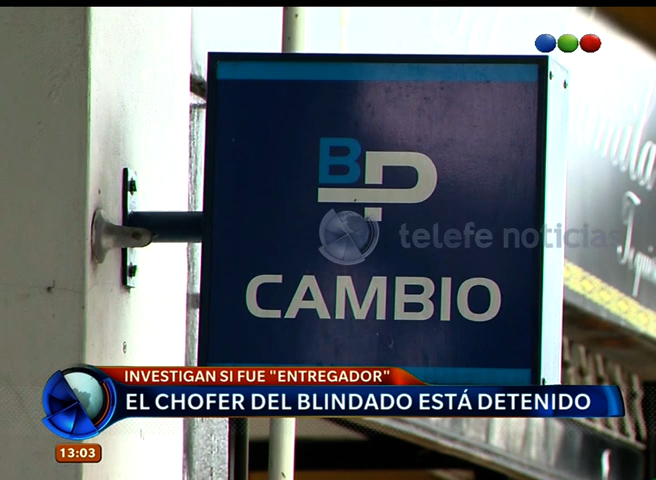 BP
telefe noticias
CAMBIO
INVESTIGAN SI FUE "ENTREGADOR"
EL CHOFER DEL BLINDADO ESTÁ DETENIDO
13:03